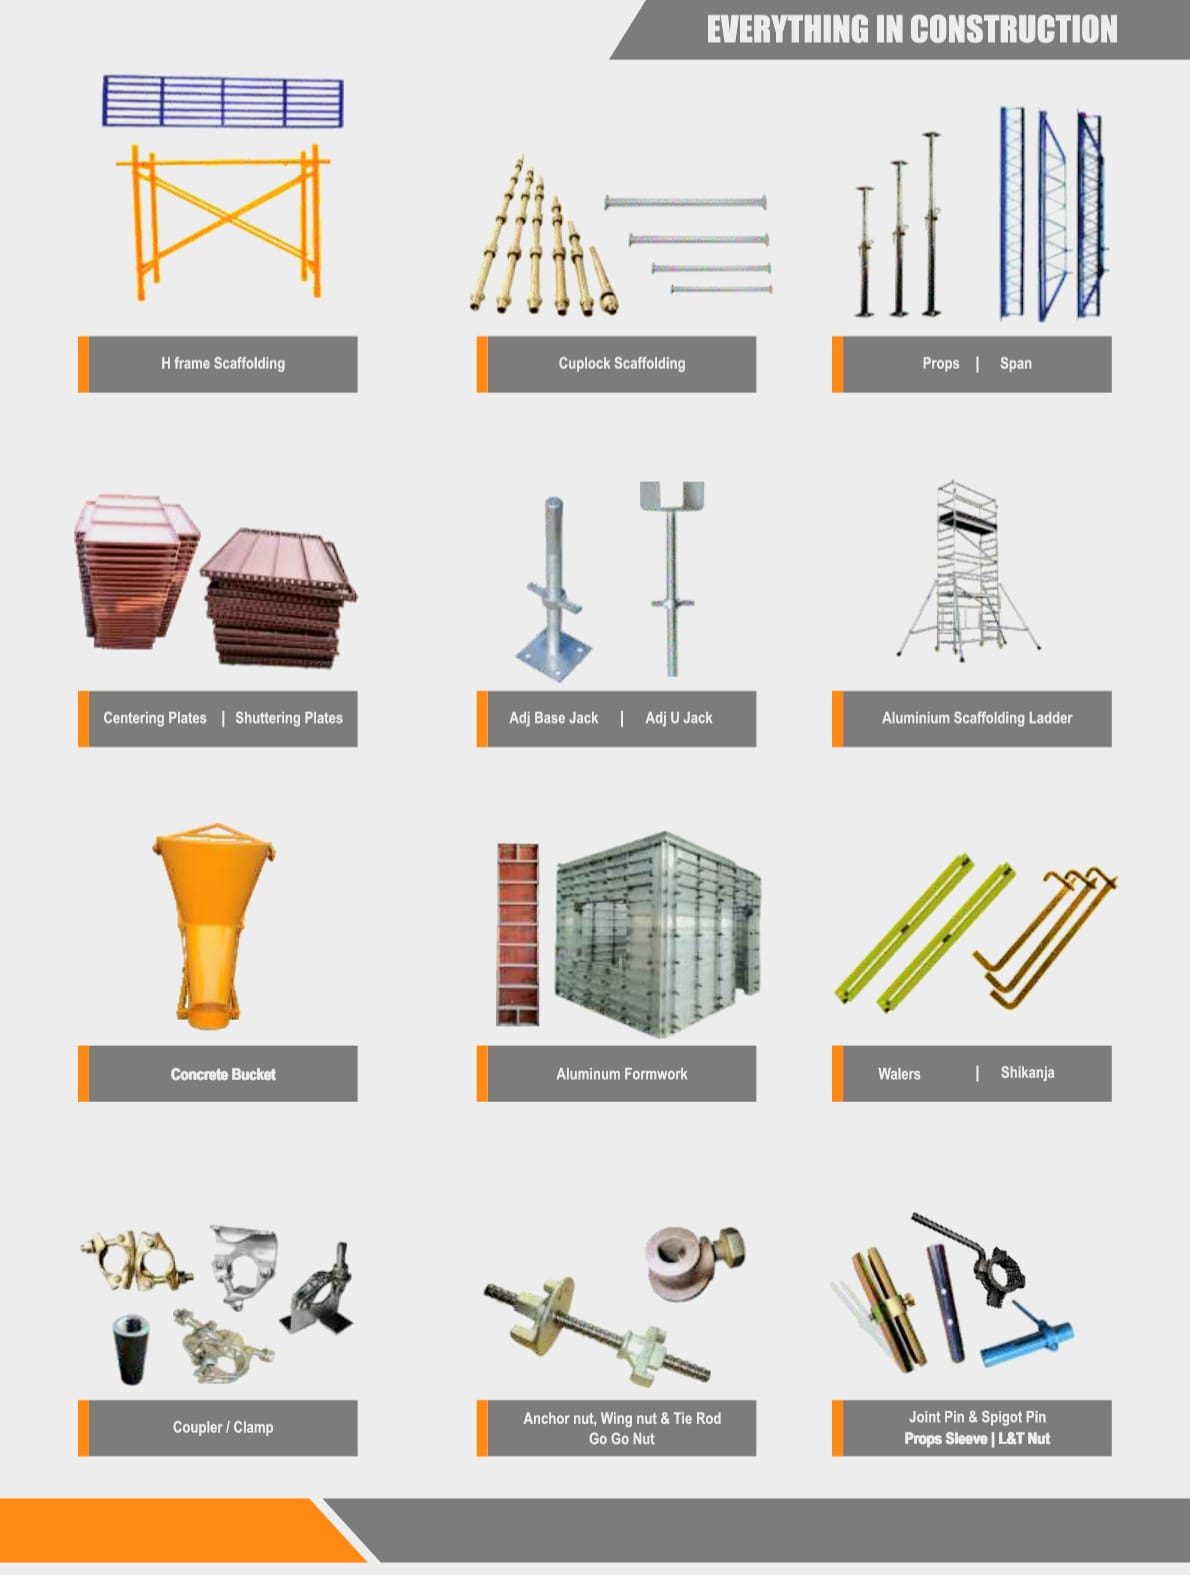 EVERYTHING IN CONSTRUCTION
H frame Scaffolding
Cuplock Scaffolding
Props | Span
Centering Plates | Shuttering Plates
Adj Base Jack | Adj U Jack
Aluminium Scaffolding Ladder
Concrete Bucket
Aluminum Formwork
Walers | Shikanja
Coupler / Clamp
Anchor nut, Wing nut & Tie Rod
Go Go Nut
Joint Pin & Spigot Pin
Props Sleeve | L&T Nut